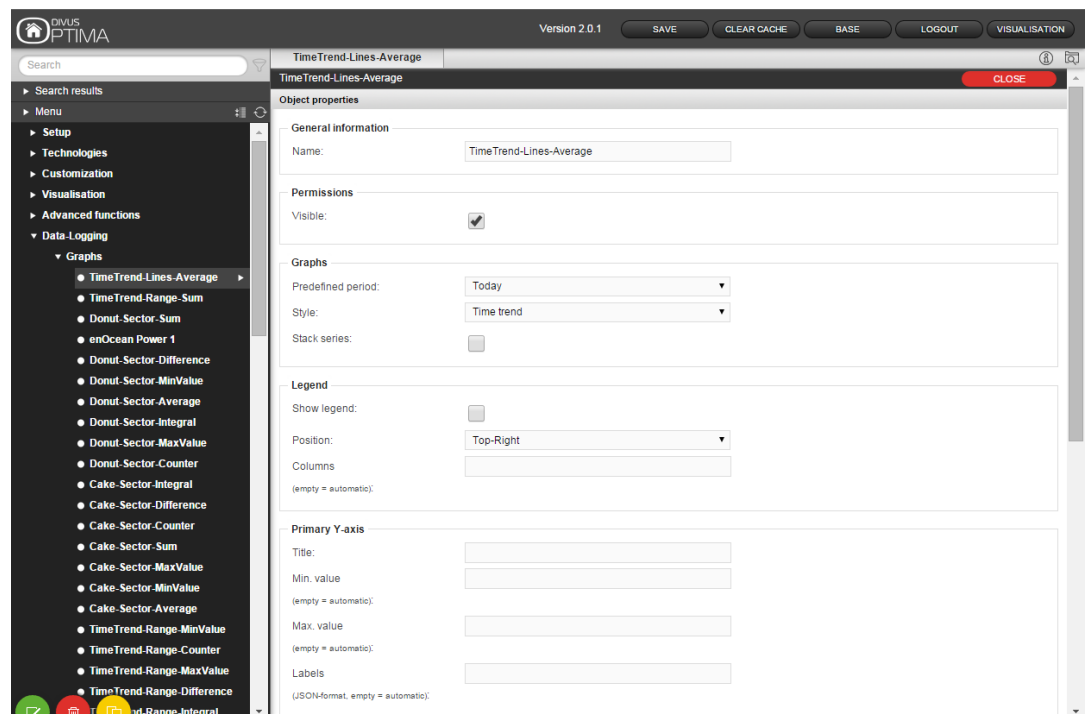 DIVUS
OPTIMA
Version 2.0.1
SAVE
CLEAR CACHE
BASE
LOGOUT
VISUALISATION
Search
Search results
Menu
Setup
Technologies
Customization
Visualisation
Advanced functions
Data-Logging
Graphs
TimeTrend-Lines-Average
TimeTrend-Range-Sum
Donut-Sector-Sum
enOcean Power 1
Donut-Sector-Difference
Donut-Sector-MinValue
Donut-Sector-Average
Donut-Sector-Integral
Donut-Sector-MaxValue
Donut-Sector-Counter
Cake-Sector-Integral
Cake-Sector-Difference
Cake-Sector-Counter
Cake-Sector-Sum
Cake-Sector-MaxValue
Cake-Sector-MinValue
Cake-Sector-Average
TimeTrend-Range-MinValue
TimeTrend-Range-Counter
TimeTrend-Range-MaxValue
TimeTrend-Range-Difference
nd-Range-Integral
TimeTrend-Lines-Average
TimeTrend-Lines-Average
CLOSE
Object properties
General information
Name: TimeTrend-Lines-Average
Permissions
Visible:
Graphs
Predefined period: Today
Style: Time trend
Stack series:
Legend
Show legend:
Position: Top-Right
Columns
(empty = automatic):
Primary Y-axis
Title:
Min. value
(empty = automatic):
Max. value
(empty = automatic):
Labels
(JSON-format, empty = automatic):